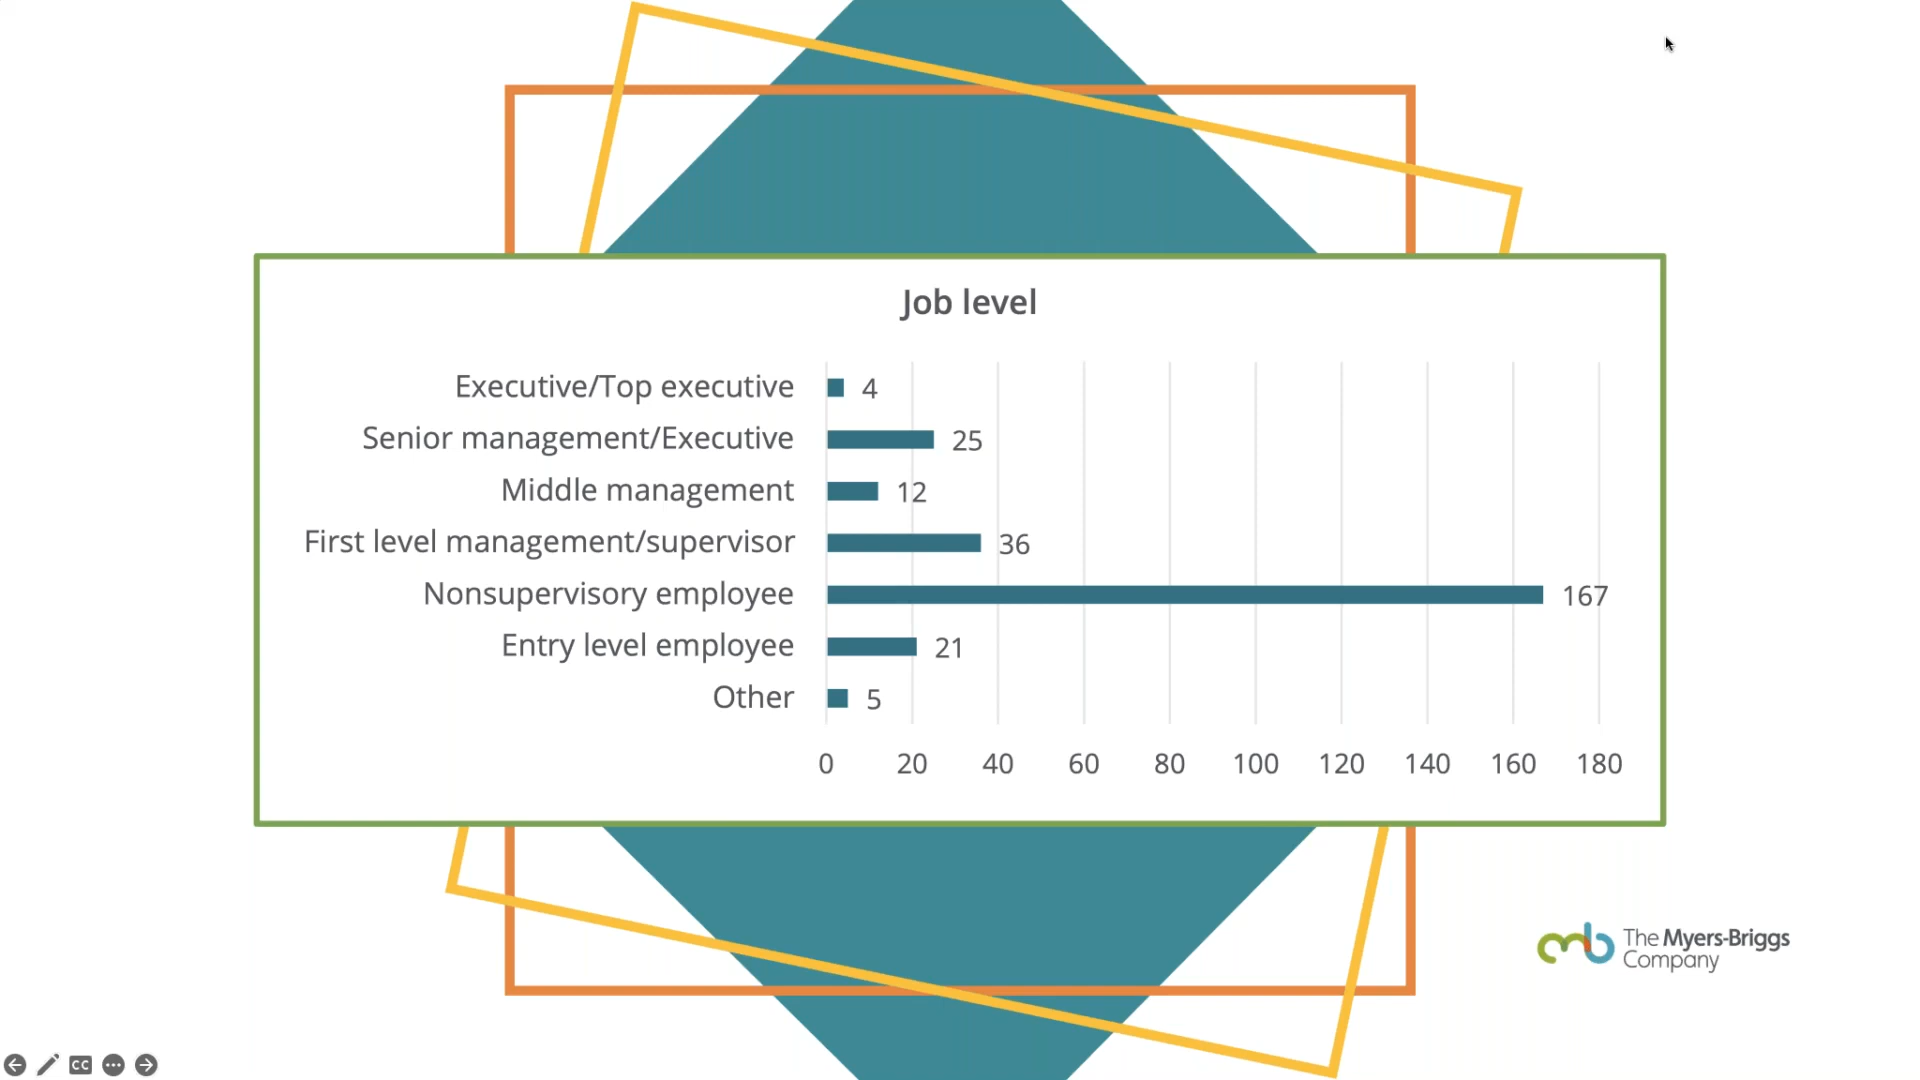 Job level
Executive/Top executive 4
Senior management/Executive 25
Middle management 12
First level management/supervisor 36
Nonsupervisory employee 167
Entry level employee 21
Other 5
0 20 40 60 80 100 120 140 160 180
mb The Myers-Briggs
Company
CC